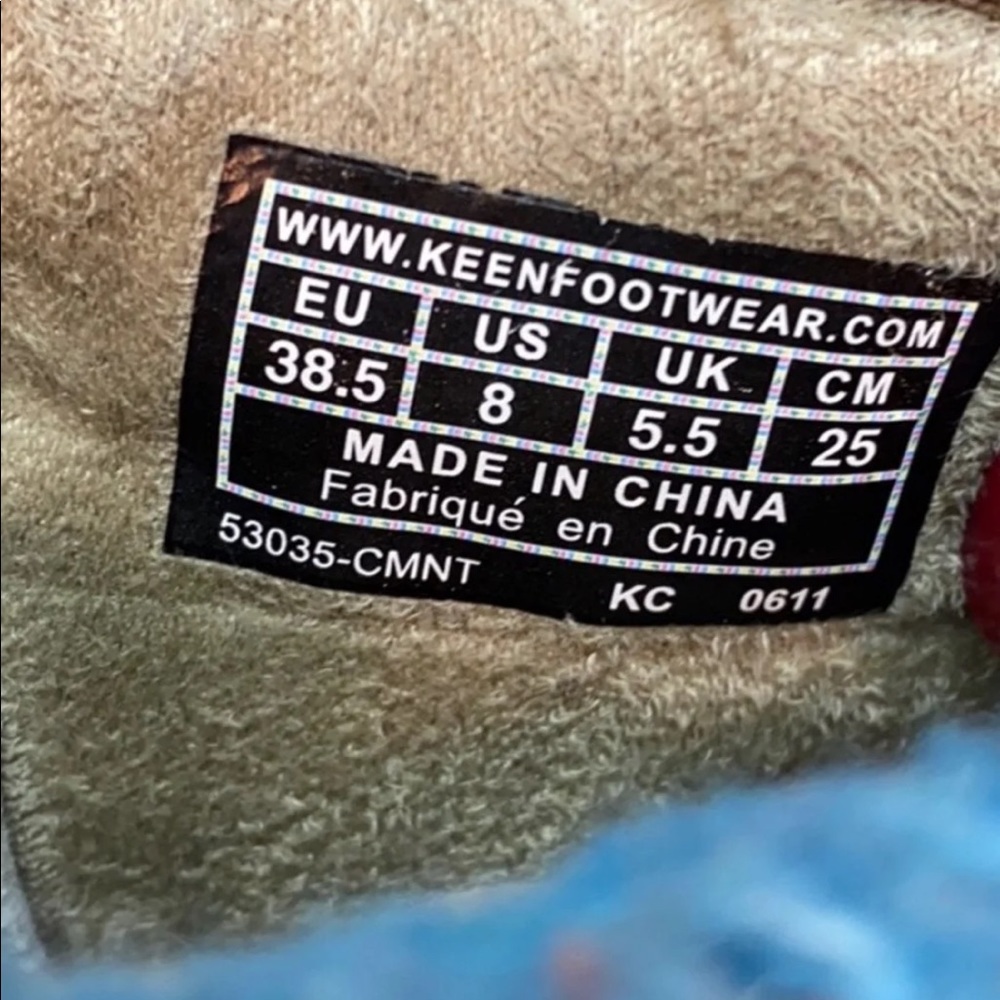 WWW.KEENFOOTWEAR.COM
EU US UK CM
38.5 8 5.5 25
MADE IN CHINA
Fabriqué en Chine
53035-CMNT KC 0611